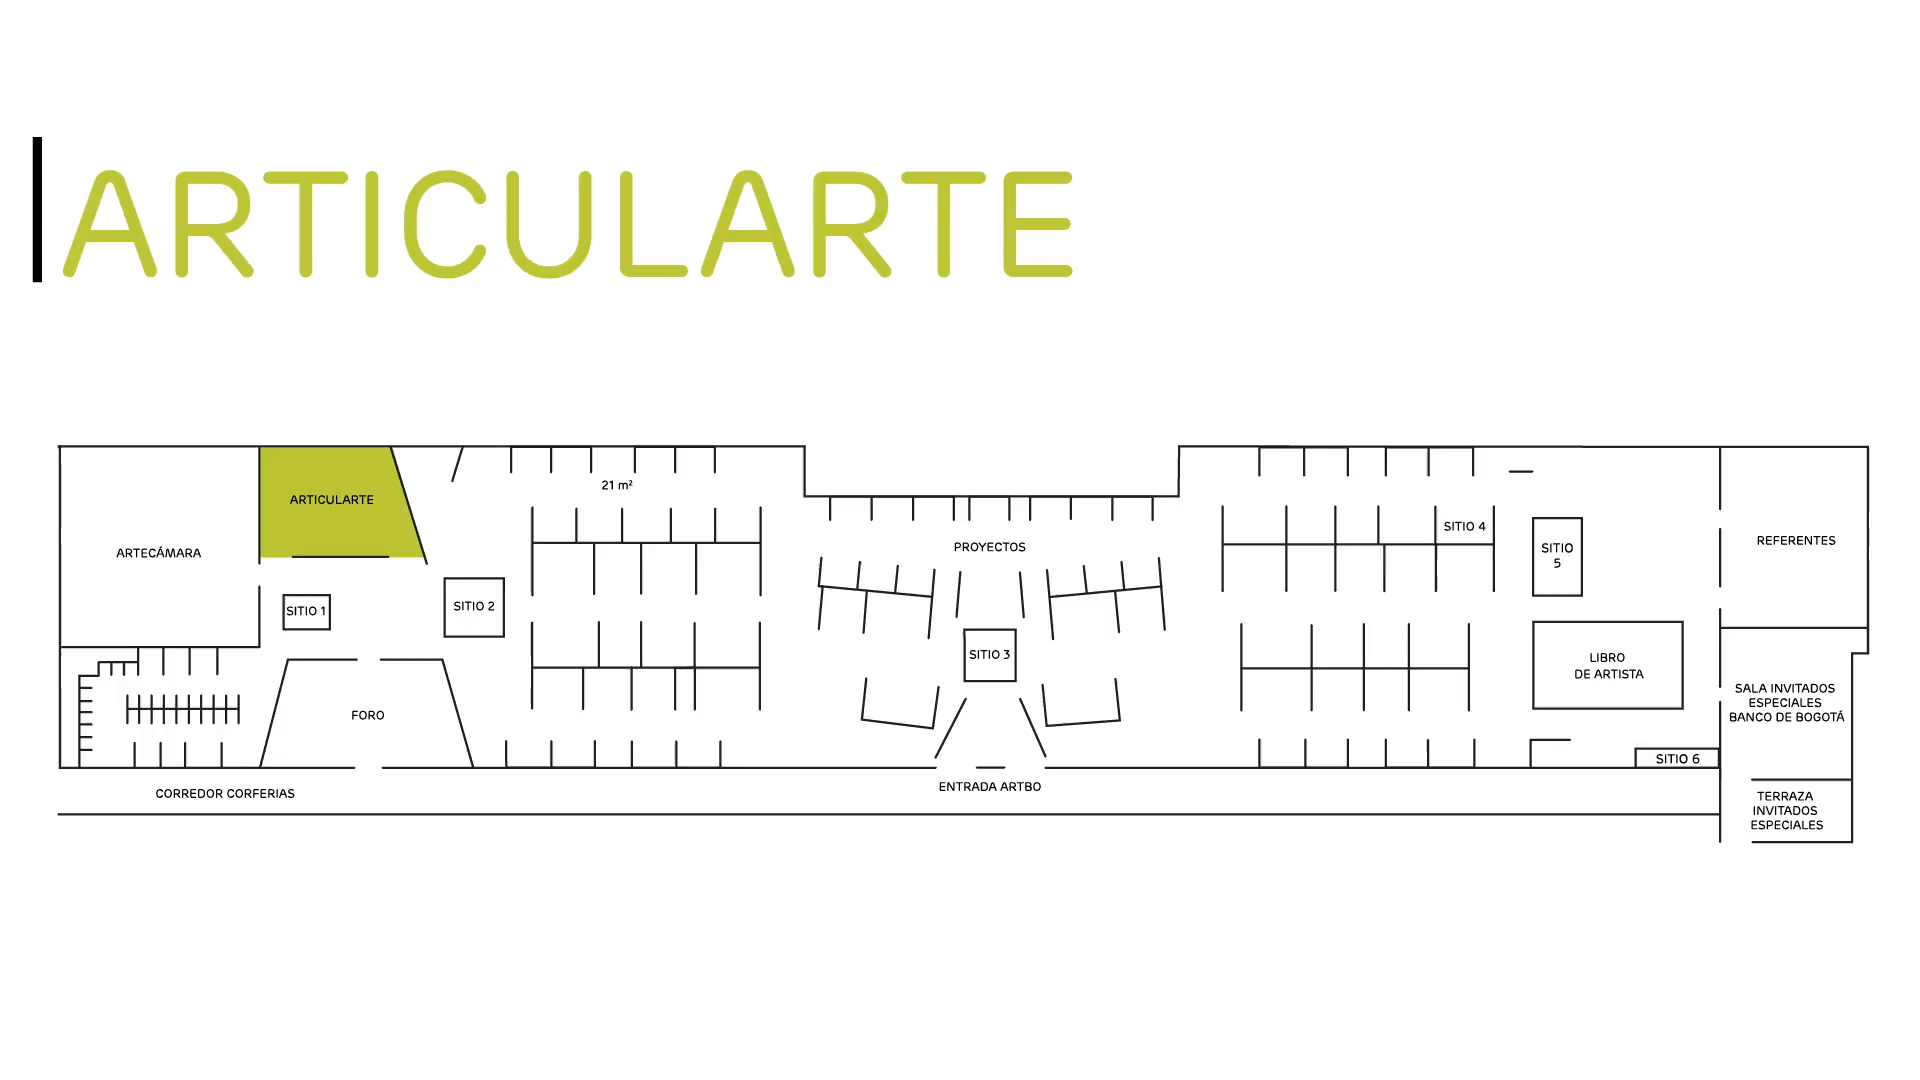 ARTICULARTE
ARTECÁMARA
ARTICULARTE
SITIO 1
SITIO 2
FORO
CORREDOR CORFERIAS
21 m²
PROYECTOS
SITIO 3
ENTRADA ARTBO
SITIO 4
SITIO
5
LIBRO
DE ARTISTA
SITIO 6
REFERENTES
SALA INVITADOS
ESPECIALES
BANCO DE BOGOTÁ
TERRAZA
INVITADOS
ESPECIALES